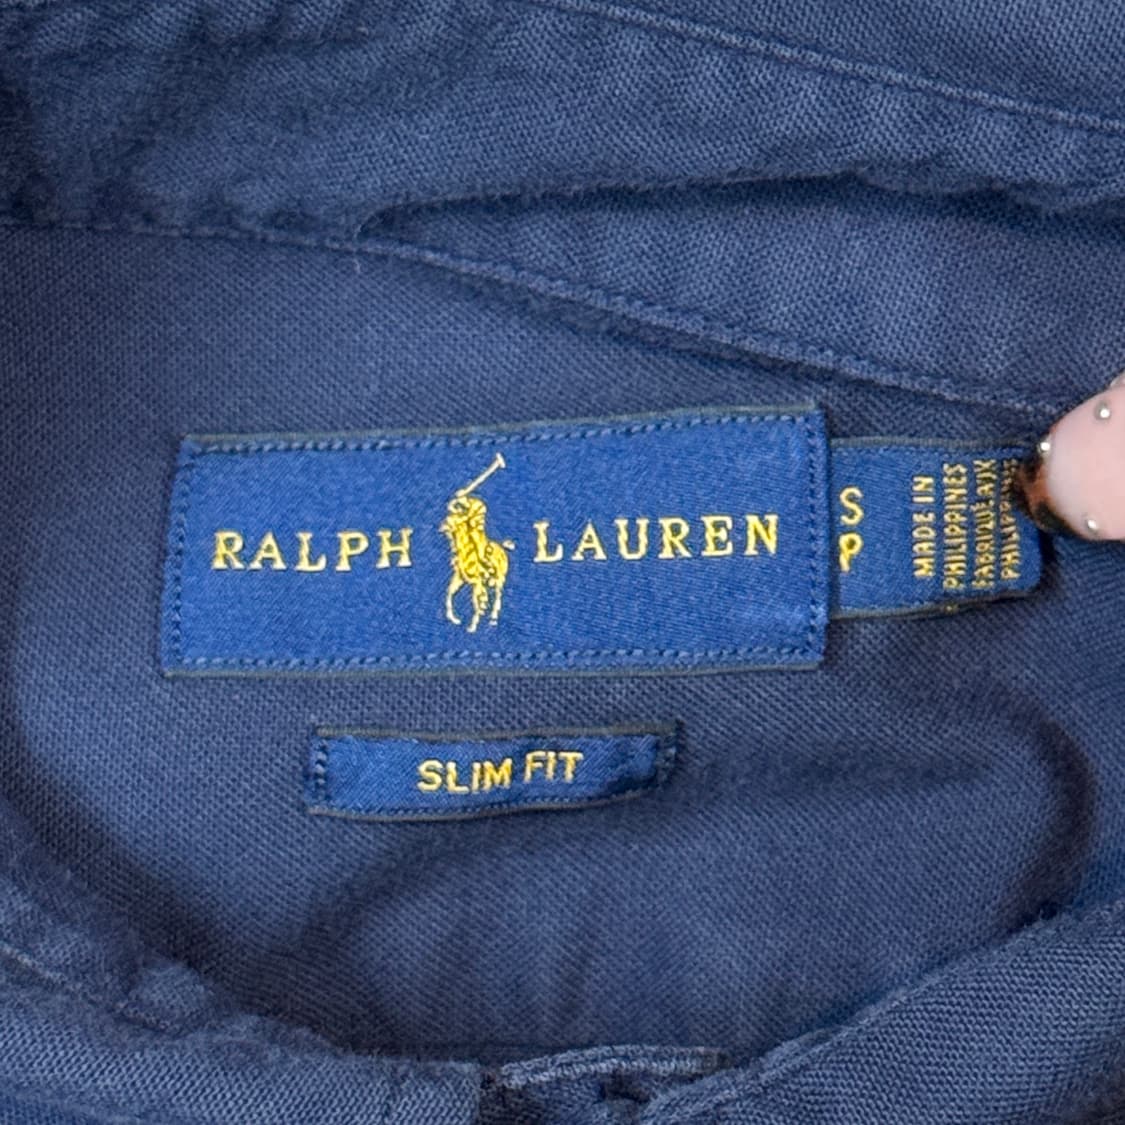 RALPH LAUREN
S
P
MADE IN
PHILIPPINES
FABRIQUÉ AUX
PHILIPPINES
SLIM FIT